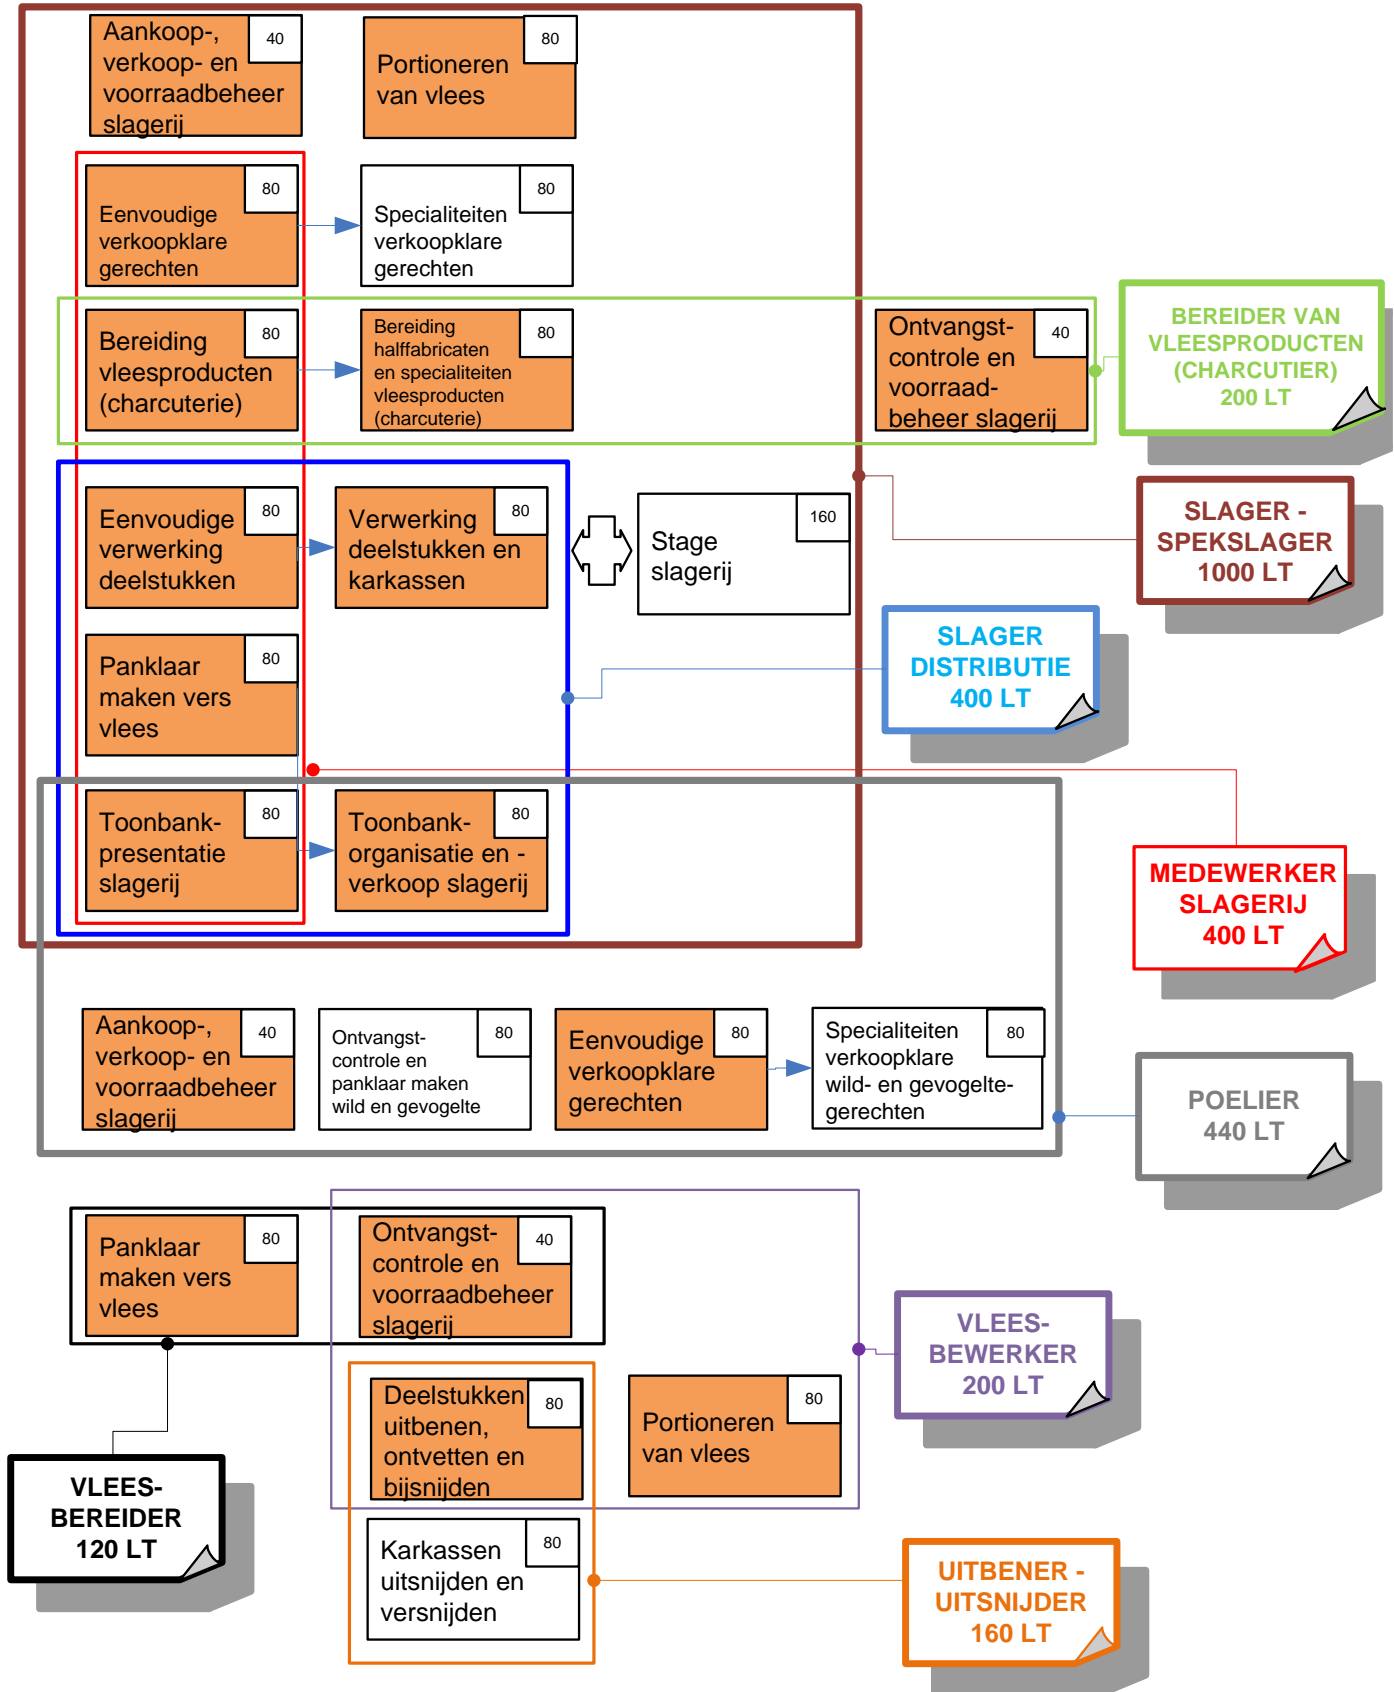 Aankoop-,
verkoop- en
voorraadbeheer
slagerij
40
Portioneren
van vlees
80
Eenvoudige
verkoopklare
gerechten
80
Specialiteiten
verkoopklare
gerechten
80
Bereiding
vleesproducten
(charcuterie)
80
Bereiding
halffabricaten
en specialiteiten
vleesproducten
(charcuterie)
80
Ontvangst-
controle en
voorraad-
beheer slagerij
40
BEREIDER VAN
VLEESPRODUCTEN
(CHARCUTIER)
200 LT
Eenvoudige
verwerking
deelstukken
80
Verwerking
deelstukken en
karkassen
80
Stage
slagerij
160
SLAGER -
SPEKSLAGER
1000 LT
Panklaar
maken vers
vlees
80
SLAGER
DISTRIBUTIE
400 LT
Toonbank-
presentatie
slagerij
80
Toonbank-
organisatie en -
verkoop slagerij
80
MEDEWERKER
SLAGERIJ
400 LT
Aankoop-,
verkoop- en
voorraadbeheer
slagerij
40
Ontvangst-
controle en
panklaar maken
wild en gevogelte
80
Eenvoudige
verkoopklare
gerechten
80
Specialiteiten
verkoopklare
wild- en gevogelte-
gerechten
80
POELIER
440 LT
Panklaar
maken vers
vlees
80
Ontvangst-
controle en
voorraadbeheer
slagerij
40
VLEES-
BEWERKER
200 LT
Deelstukken
uitbenen,
ontvetten en
bijsnijden
80
Portioneren
van vlees
80
VLEES-
BEREIDER
120 LT
Karkassen
uitsnijden en
versnijden
80
UITBENER -
UITSNIJDER
160 LT